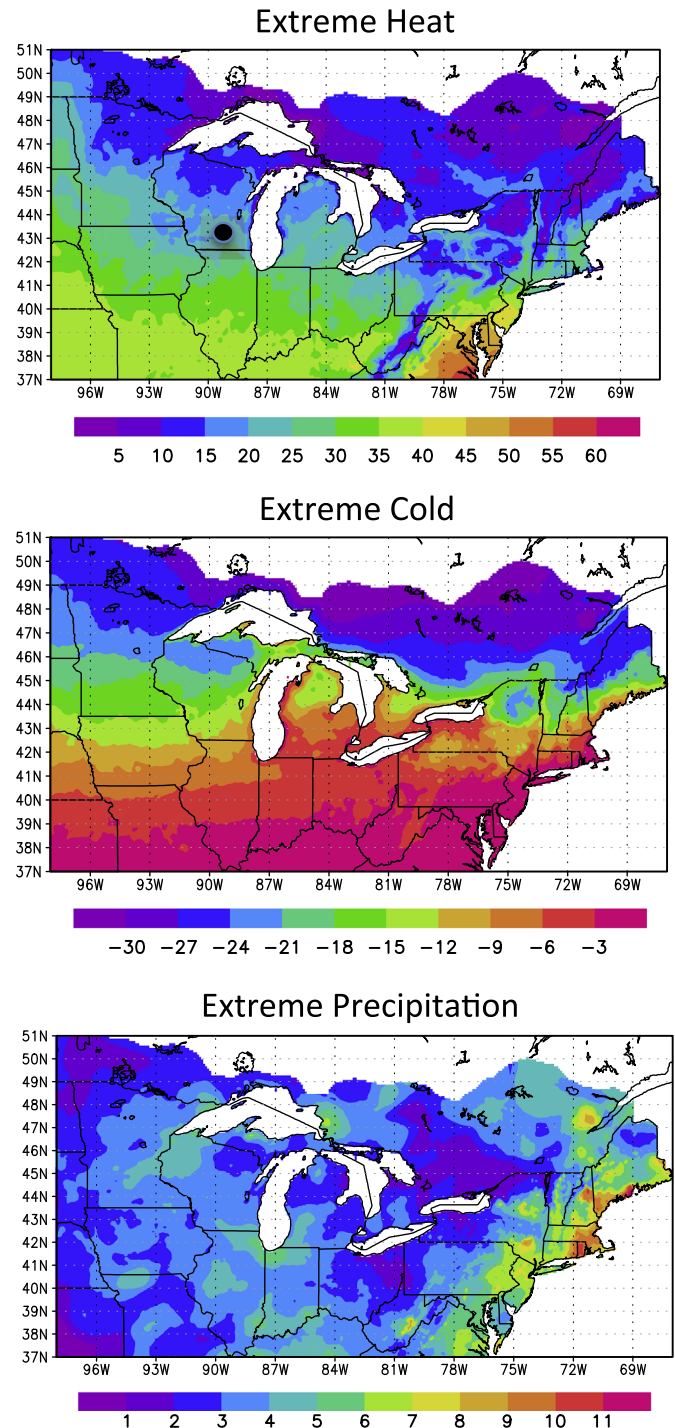 Extreme Heat
51N
50N
49N
48N
47N
46N
45N
44N
43N
42N
41N
40N
39N
38N
37N
96W 93W 90W 87W 84W 81W 78W 75W 72W 69W
5 10 15 20 25 30 35 40 45 50 55 60
Extreme Cold
51N
50N
49N
48N
47N
46N
45N
44N
43N
42N
41N
40N
39N
38N
37N
96W 93W 90W 87W 84W 81W 78W 75W 72W 69W
−30 −27 −24 −21 −18 −15 −12 −9 −6 −3
Extreme Precipitation
51N
50N
49N
48N
47N
46N
45N
44N
43N
42N
41N
40N
39N
38N
37N
96W 93W 90W 87W 84W 81W 78W 75W 72W 69W
1 2 3 4 5 6 7 8 9 10 11